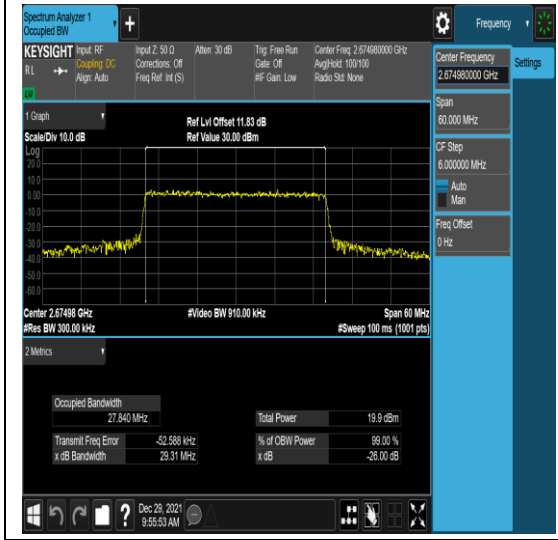 Spectrum Analyzer 1
Occupied BW
+
Frequency
KEYSIGHT
RL
Input: RF
Coupling: DC
Align: Auto
Input Z: 50 Ω
Corrections: Off
Freq Ref: Int (S)
Atten: 30 dB
Trig: Free Run
Gate: Off
#IF Gain: Low
Center Freq: 2.674980000 GHz
Avg|Hold: 100/100
Radio Std: None
1 Graph
Scale/Div 10.0 dB
Ref Lvl Offset 11.83 dB
Ref Value 30.00 dBm
Log
20.0
10.0
0.00
-10.0
-20.0
-30.0
-40.0
-50.0
-60.0
Center 2.67498 GHz
#Res BW 300.00 kHz
#Video BW 910.00 kHz
Span 60 MHz
#Sweep 100 ms (1001 pts)
2 Metrics
Occupied Bandwidth
27.840 MHz
Transmit Freq Error -52.588 kHz
x dB Bandwidth 29.31 MHz
Total Power 19.9 dBm
% of OBW Power 99.00 %
x dB -26.00 dB
Center Frequency
2.674980000 GHz
Settings
Span
60.000 MHz
CF Step
6.000000 MHz
Auto
Man
Freq Offset
0 Hz
?
Dec 29, 2021
9:55:53 AM